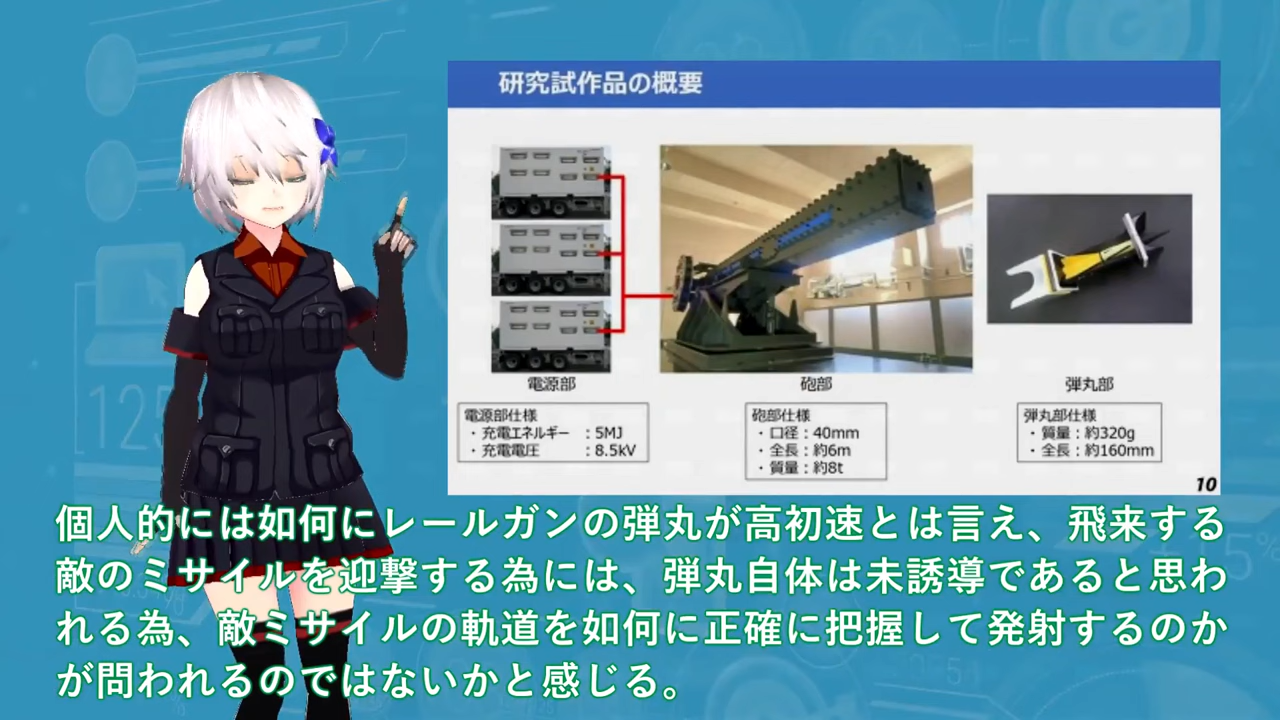 研究試作品の概要
電源部
砲部
弾丸部
電源部仕様
・充電エネルギー ：5MJ
・充電電圧 ：8.5kV
砲部仕様
・口径：40mm
・全長：約6m
・質量：約8t
弾丸部仕様
・質量：約320g
・全長：約160mm
10
個人的には如何にレールガンの弾丸が高初速とは言え、飛来する
敵のミサイルを迎撃する為には、弾丸自体は未誘導であると思わ
れる為、敵ミサイルの軌道を如何に正確に把握して発射するのか
が問われるのではないかと感じる。